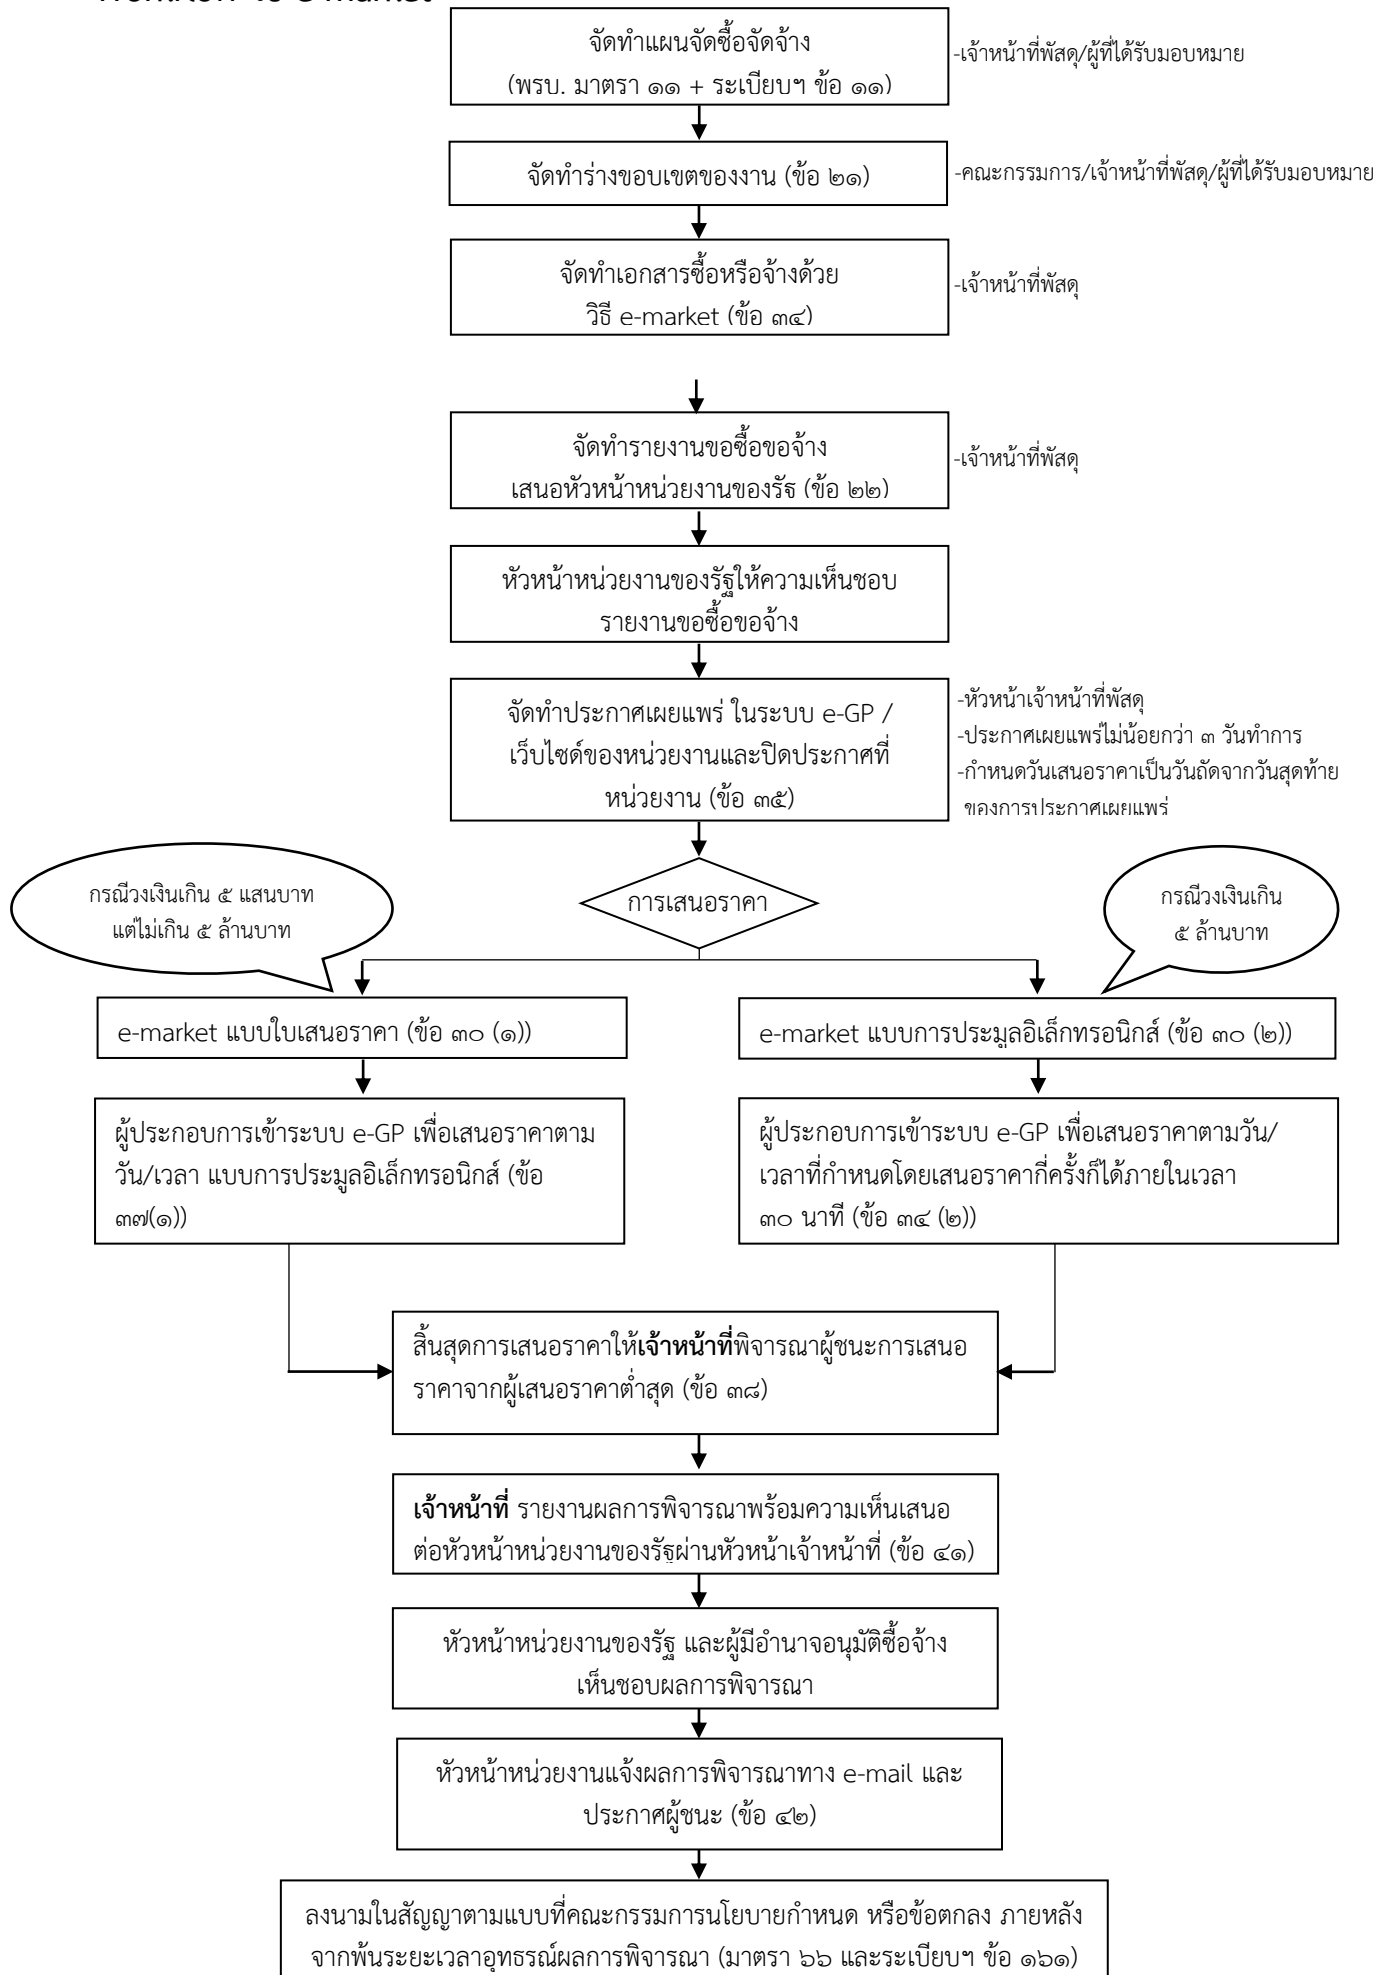 จัดทำแผนจัดซื้อจัดจ้าง
(พรบ. มาตรา ๑๑ + ระเบียบฯ ข้อ ๑๑)
-เจ้าหน้าที่พัสดุ/ผู้ที่ได้รับมอบหมาย
จัดทำร่างขอบเขตของงาน (ข้อ ๒๑)
-คณะกรรมการ/เจ้าหน้าที่พัสดุ/ผู้ที่ได้รับมอบหมาย
จัดทำเอกสารซื้อหรือจ้างด้วย
วิธี e-market (ข้อ ๓๔)
-เจ้าหน้าที่พัสดุ
จัดทำรายงานขอซื้อขอจ้าง
เสนอหัวหน้าหน่วยงานของรัฐ (ข้อ ๒๒)
-เจ้าหน้าที่พัสดุ
หัวหน้าหน่วยงานของรัฐให้ความเห็นชอบ
รายงานขอซื้อขอจ้าง
จัดทำประกาศเผยแพร่ ในระบบ e-GP /
เว็บไซด์ของหน่วยงานและปิดประกาศที่
หน่วยงาน (ข้อ ๓๕)
-หัวหน้าเจ้าหน้าที่พัสดุ
-ประกาศเผยแพร่ไม่น้อยกว่า ๓ วันทำการ
-กำหนดวันเสนอราคาเป็นวันถัดจากวันสุดท้าย
ของการประกาศเผยแพร่
การเสนอราคา
กรณีวงเงินเกิน ๕ แสนบาท
แต่ไม่เกิน ๕ ล้านบาท
กรณีวงเงินเกิน
๕ ล้านบาท
e-market แบบใบเสนอราคา (ข้อ ๓๐ (๑))
e-market แบบการประมูลอิเล็กทรอนิกส์ (ข้อ ๓๐ (๒))
ผู้ประกอบการเข้าระบบ e-GP เพื่อเสนอราคาตาม
วัน/เวลา แบบการประมูลอิเล็กทรอนิกส์ (ข้อ
๓๗(๑))
ผู้ประกอบการเข้าระบบ e-GP เพื่อเสนอราคาตามวัน/
เวลาที่กำหนดโดยเสนอราคากี่ครั้งก็ได้ภายในเวลา
๓๐ นาที (ข้อ ๓๔ (๒))
สิ้นสุดการเสนอราคาให้เจ้าหน้าที่พิจารณาผู้ชนะการเสนอ
ราคาจากผู้เสนอราคาต่ำสุด (ข้อ ๓๘)
เจ้าหน้าที่ รายงานผลการพิจารณาพร้อมความเห็นเสนอ
ต่อหัวหน้าหน่วยงานของรัฐผ่านหัวหน้าเจ้าหน้าที่ (ข้อ ๔๑)
หัวหน้าหน่วยงานของรัฐ และผู้มีอำนาจอนุมัติซื้อจ้าง
เห็นชอบผลการพิจารณา
หัวหน้าหน่วยงานแจ้งผลการพิจารณาทาง e-mail และ
ประกาศผู้ชนะ (ข้อ ๔๒)
ลงนามในสัญญาตามแบบที่คณะกรรมการนโยบายกำหนด หรือข้อตกลง ภายหลัง
จากพ้นระยะเวลาอุทธรณ์ผลการพิจารณา (มาตรา ๖๖ และระเบียบฯ ข้อ ๑๖๑)